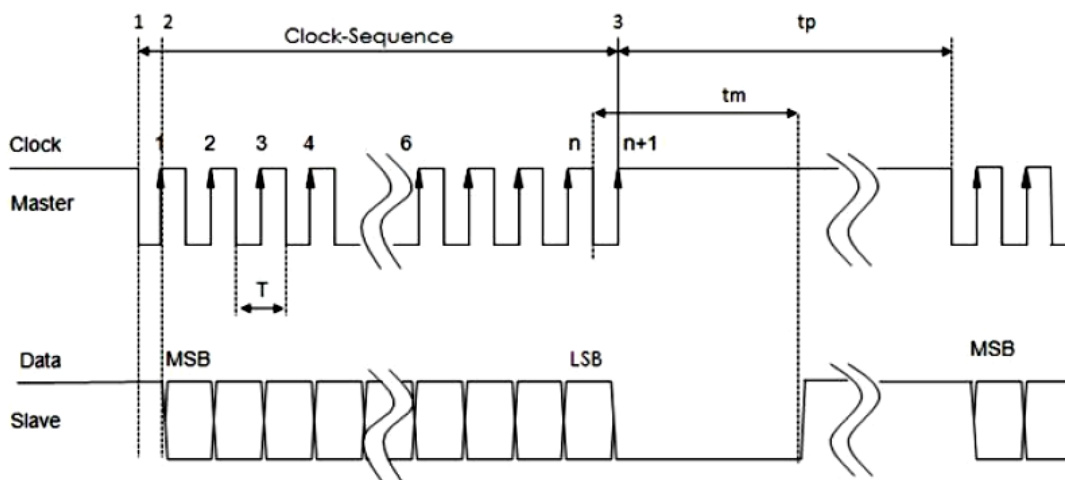 1 2 3 tp
Clock-Sequence
tm
Clock 1 2 3 4 6 n n+1
Master
T
Data MSB LSB MSB
Slave